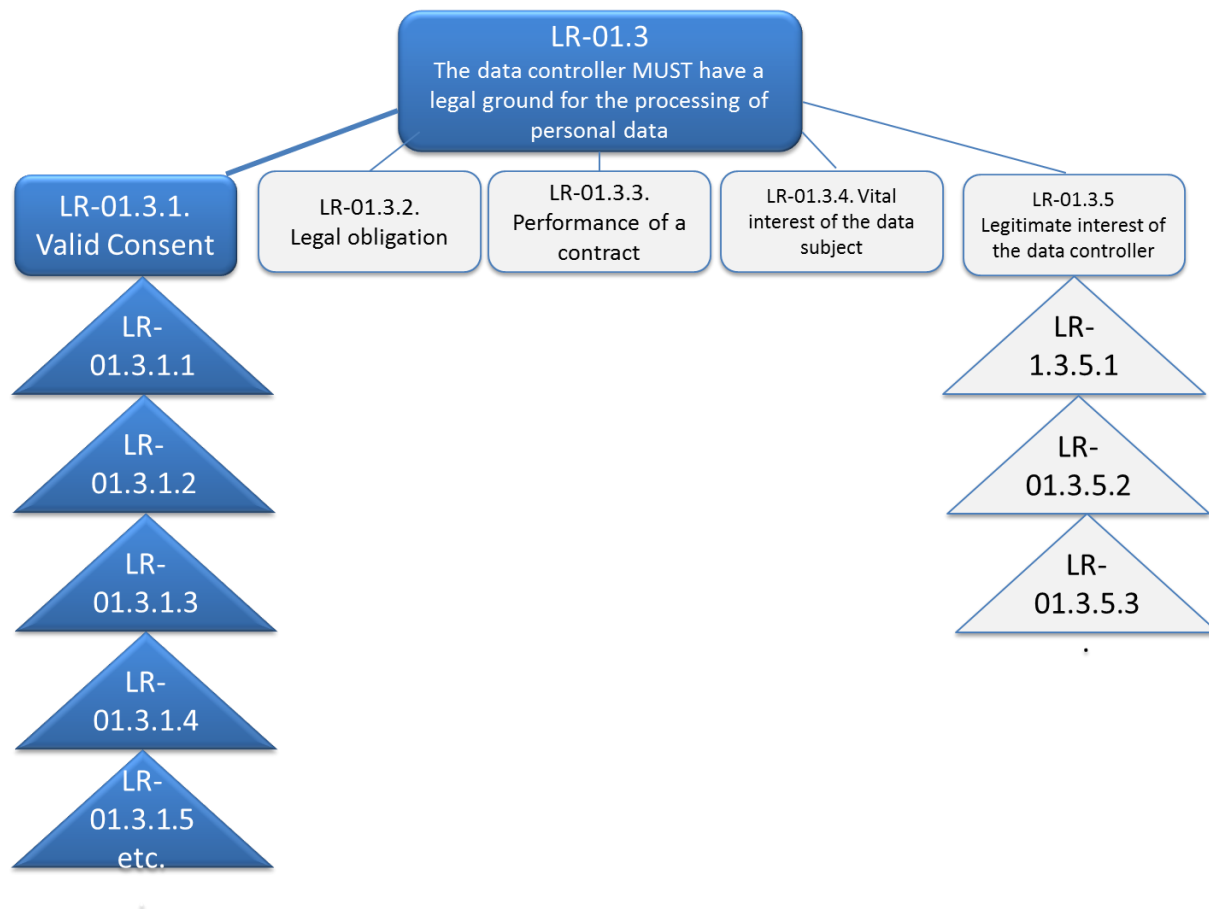 LR-01.3
The data controller MUST have a
legal ground for the processing of
personal data
LR-01.3.1.
Valid Consent
LR-01.3.2.
Legal obligation
LR-01.3.3.
Performance of a
contract
LR-01.3.4. Vital
interest of the data
subject
LR-01.3.5
Legitimate interest of
the data controller
LR-
01.3.1.1
LR-
01.3.1.2
LR-
01.3.1.3
LR-
01.3.1.4
LR-
01.3.1.5
etc.
LR-
1.3.5.1
LR-
01.3.5.2
LR-
01.3.5.3
.